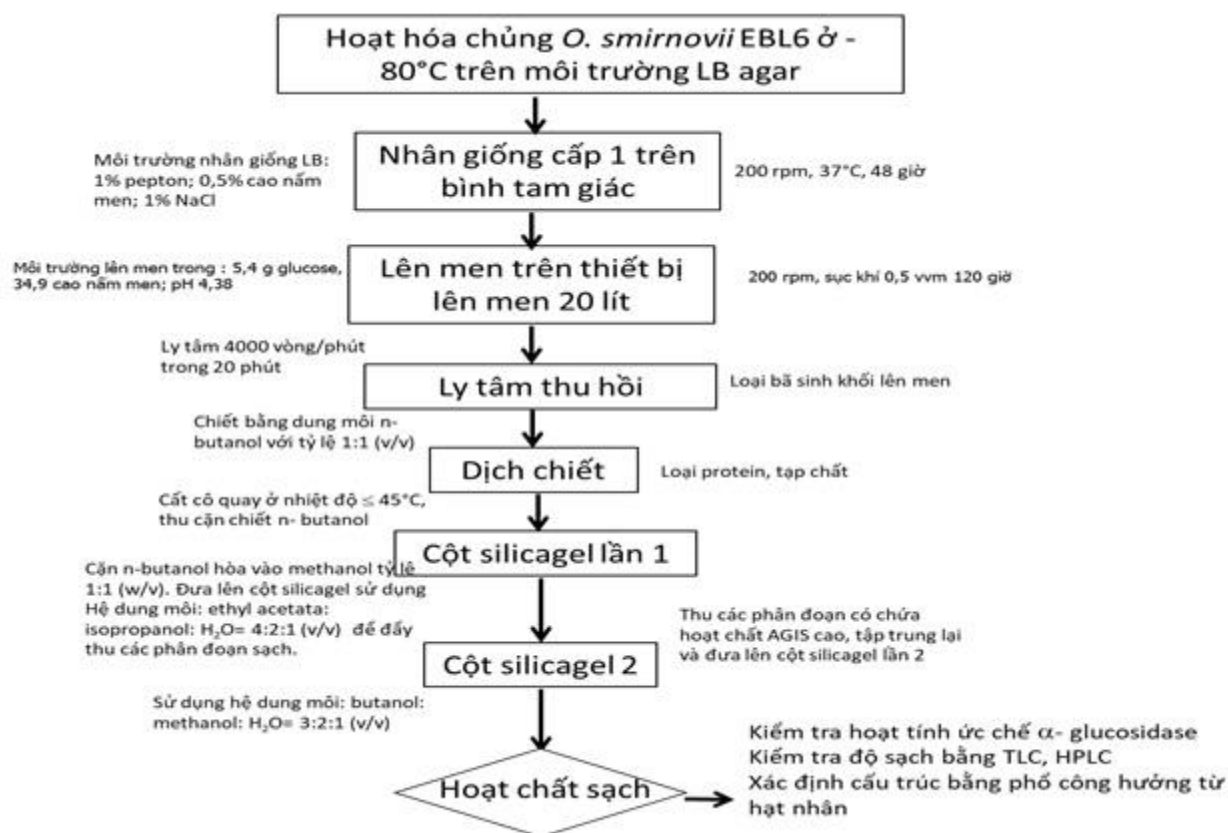 Hoạt hóa chủng O. smirnovii EBL6 ở -
80°C trên môi trường LB agar
Môi trường nhân giống LB:
1% pepton; 0,5% cao nấm
men; 1% NaCl
Nhân giống cấp 1 trên
bình tam giác
200 rpm, 37°C, 48 giờ
Môi trường lên men trong : 5,4 g glucose,
34,9 cao nấm men; pH 4,38
Lên men trên thiết bị
lên men 20 lít
200 rpm, sục khí 0,5 vvm 120 giờ
Ly tâm 4000 vòng/phút
trong 20 phút
Ly tâm thu hồi
Loại bã sinh khối lên men
Chiết bằng dung môi n-
butanol với tỷ lệ 1:1 (v/v)
Dịch chiết
Loại protein, tạp chất
Cất cô quay ở nhiệt độ ≤ 45°C,
thu cặn chiết n- butanol
Cột silicagel lần 1
Cặn n-butanol hòa vào methanol tỷ lệ
1:1 (w/v). Đưa lên cột silicagel sử dụng
Hệ dung môi: ethyl acetata:
isopropanol: H₂O= 4:2:1 (v/v) để đẩy
thu các phân đoạn sạch.
Thu các phân đoạn có chứa
hoạt chất AGIS cao, tập trung lại
và đưa lên cột silicagel lần 2
Cột silicagel 2
Sử dụng hệ dung môi: butanol:
methanol: H₂O= 3:2:1 (v/v)
Hoạt chất sạch
Kiểm tra hoạt tính ức chế α- glucosidase
Kiểm tra độ sạch bằng TLC, HPLC
Xác định cấu trúc bằng phổ công hưởng từ
hạt nhân